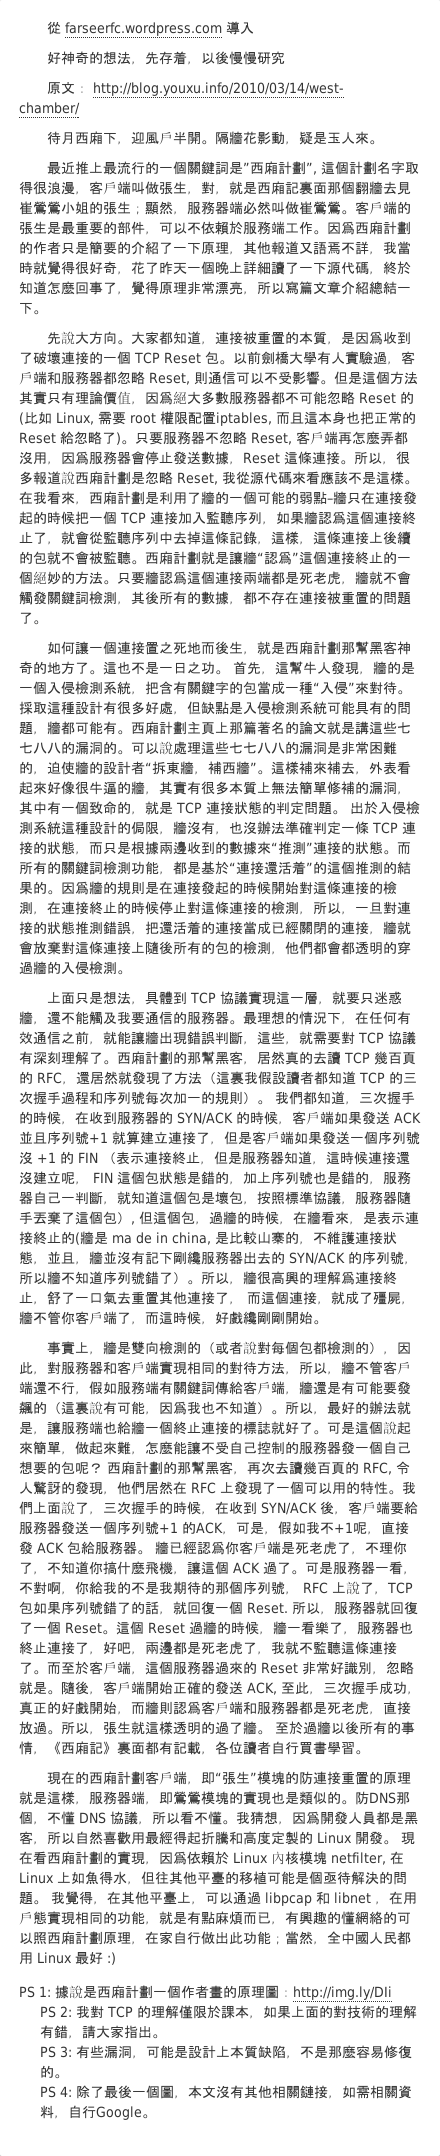 從 farseerfc.wordpress.com 導入
好神奇的想法，先存着，以後慢慢研究
原文： http://blog.youxu.info/2010/03/14/west-
chamber/
待月西廂下，迎風戶半開。隔牆花影動，疑是玉人來。
最近推上最流行的一個關鍵詞是”西廂計劃”, 這個計劃名字取
得很浪漫，客戶端叫做張生，對，就是西廂記裏面那個翻牆去見
崔鶯鶯小姐的張生；顯然，服務器端必然叫做崔鶯鶯。客戶端的
張生是最重要的部件，可以不依賴於服務端工作。因爲西廂計劃
的作者只是簡要的介紹了一下原理，其他報道又語焉不詳，我當
時就覺得很好奇，花了昨天一個晚上詳細讀了一下源代碼，終於
知道怎麼回事了，覺得原理非常漂亮，所以寫篇文章介紹總結一
下。
先說大方向。大家都知道，連接被重置的本質，是因爲收到
了破壞連接的一個 TCP Reset 包。以前劍橋大學有人實驗過，客
戶端和服務器都忽略 Reset, 則通信可以不受影響。但是這個方法
其實只有理論價值，因爲絕大多數服務器都不可能忽略 Reset 的
(比如 Linux, 需要 root 權限配置iptables, 而且這本身也把正常的
Reset 給忽略了)。只要服務器不忽略 Reset, 客戶端再怎麼弄都
沒用，因爲服務器會停止發送數據，Reset 這條連接。所以，很
多報道說西廂計劃是忽略 Reset, 我從源代碼來看應該不是這樣。
在我看來，西廂計劃是利用了牆的一個可能的弱點–牆只在連接發
起的時候把一個 TCP 連接加入監聽序列，如果牆認爲這個連接終
止了，就會從監聽序列中去掉這條記錄，這樣，這條連接上後續
的包就不會被監聽。西廂計劃就是讓牆“認爲”這個連接終止的一
個絕妙的方法。只要牆認爲這個連接兩端都是死老虎，牆就不會
觸發關鍵詞檢測，其後所有的數據，都不存在連接被重置的問題
了。
如何讓一個連接置之死地而後生，就是西廂計劃那幫黑客神
奇的地方了。這也不是一日之功。 首先，這幫牛人發現，牆的是
一個入侵檢測系統，把含有關鍵字的包當成一種“入侵”來對待。
採取這種設計有很多好處，但缺點是入侵檢測系統可能具有的問
題，牆都可能有。西廂計劃主頁上那篇著名的論文就是講這些七
七八八的漏洞的。可以說處理這些七七八八的漏洞是非常困難
的，迫使牆的設計者“拆東牆，補西牆”。這樣補來補去，外表看
起來好像很牛逼的牆，其實有很多本質上無法簡單修補的漏洞，
其中有一個致命的，就是 TCP 連接狀態的判定問題。 出於入侵檢
測系統這種設計的侷限，牆沒有，也沒辦法準確判定一條 TCP 連
接的狀態，而只是根據兩邊收到的數據來“推測”連接的狀態。而
所有的關鍵詞檢測功能，都是基於“連接還活着”的這個推測的結
果的。因爲牆的規則是在連接發起的時候開始對這條連接的檢
測，在連接終止的時候停止對這條連接的檢測，所以，一旦對連
接的狀態推測錯誤，把還活着的連接當成已經關閉的連接，牆就
會放棄對這條連接上隨後所有的包的檢測，他們都會都透明的穿
過牆的入侵檢測。
上面只是想法，具體到 TCP 協議實現這一層，就要只迷惑
牆，還不能觸及我要通信的服務器。最理想的情況下，在任何有
效通信之前，就能讓牆出現錯誤判斷，這些，就需要對 TCP 協議
有深刻理解了。西廂計劃的那幫黑客，居然真的去讀 TCP 幾百頁
的 RFC，還居然就發現了方法（這裏我假設讀者都知道 TCP 的三
次握手過程和序列號每次加一的規則）。 我們都知道，三次握手
的時候，在收到服務器的 SYN/ACK 的時候，客戶端如果發送 ACK
並且序列號+1 就算建立連接了，但是客戶端如果發送一個序列號
沒 +1 的 FIN （表示連接終止，但是服務器知道，這時候連接還
沒建立呢， FIN 這個包狀態是錯的，加上序列號也是錯的，服務
器自己一判斷，就知道這個包是壞包，按照標準協議，服務器隨
手丟棄了這個包）, 但這個包，過牆的時候，在牆看來，是表示連
接終止的(牆是 ma de in china, 是比較山寨的，不維護連接狀
態，並且，牆並沒有記下剛纔服務器出去的 SYN/ACK 的序列號，
所以牆不知道序列號錯了）。所以，牆很高興的理解爲連接終
止，舒了一口氣去重置其他連接了， 而這個連接，就成了殭屍，
牆不管你客戶端了，而這時候，好戲纔剛剛開始。
事實上，牆是雙向檢測的（或者說對每個包都檢測的），因
此，對服務器和客戶端實現相同的對待方法，所以，牆不管客戶
端還不行，假如服務端有關鍵詞傳給客戶端，牆還是有可能要發
飆的（這裏說有可能，因爲我也不知道）。所以，最好的辦法就
是，讓服務端也給牆一個終止連接的標誌就好了。可是這個說起
來簡單，做起來難，怎麼能讓不受自己控制的服務器發一個自己
想要的包呢？ 西廂計劃的那幫黑客，再次去讀幾百頁的 RFC, 令
人驚訝的發現，他們居然在 RFC 上發現了一個可以用的特性。我
們上面說了，三次握手的時候，在收到 SYN/ACK 後，客戶端要給
服務器發送一個序列號+1 的ACK，可是，假如我不+1呢，直接
發 ACK 包給服務器。 牆已經認爲你客戶端是死老虎了，不理你
了，不知道你搞什麼飛機，讓這個 ACK 過了。可是服務器一看，
不對啊，你給我的不是我期待的那個序列號， RFC 上說了，TCP
包如果序列號錯了的話，就回復一個 Reset. 所以，服務器就回復
了一個 Reset。這個 Reset 過牆的時候，牆一看樂了，服務器也
終止連接了，好吧，兩邊都是死老虎了，我就不監聽這條連接
了。而至於客戶端，這個服務器過來的 Reset 非常好識別，忽略
就是。隨後，客戶端開始正確的發送 ACK, 至此，三次握手成功，
真正的好戲開始，而牆則認爲客戶端和服務器都是死老虎，直接
放過。所以，張生就這樣透明的過了牆。 至於過牆以後所有的事
情，《西廂記》裏面都有記載，各位讀者自行買書學習。
現在的西廂計劃客戶端，即“張生”模塊的防連接重置的原理
就是這樣，服務器端，即鶯鶯模塊的實現也是類似的。防DNS那
個，不懂 DNS 協議，所以看不懂。我猜想，因爲開發人員都是黑
客，所以自然喜歡用最經得起折騰和高度定製的 Linux 開發。 現
在看西廂計劃的實現，因爲依賴於 Linux 內核模塊 netfilter, 在
Linux 上如魚得水，但往其他平臺的移植可能是個亟待解決的問
題。 我覺得，在其他平臺上，可以通過 libpcap 和 libnet ，在用
戶態實現相同的功能，就是有點麻煩而已，有興趣的懂網絡的可
以照西廂計劃原理，在家自行做出此功能；當然，全中國人民都
用 Linux 最好 :)
PS 1: 據說是西廂計劃一個作者畫的原理圖：http://img.ly/DIi
PS 2: 我對 TCP 的理解僅限於課本，如果上面的對技術的理解
有錯，請大家指出。
PS 3: 有些漏洞，可能是設計上本質缺陷，不是那麼容易修復
的。
PS 4: 除了最後一個圖，本文沒有其他相關鏈接，如需相關資
料，自行Google。